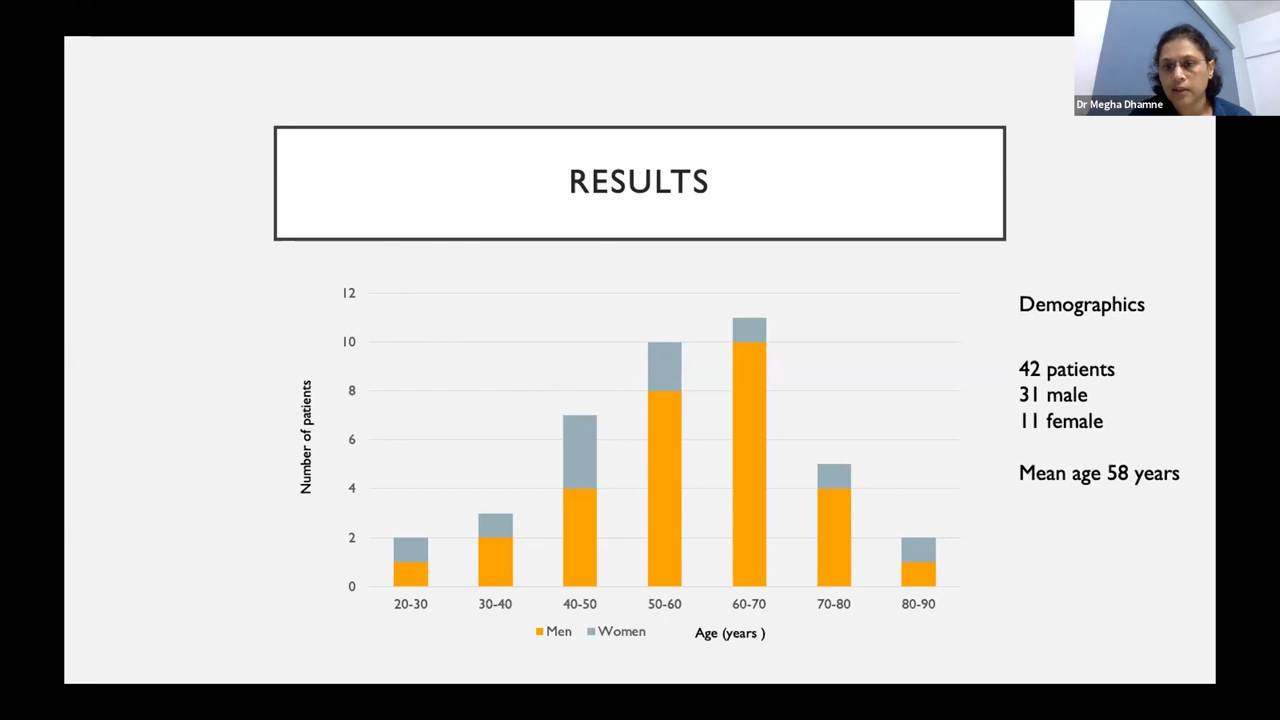 Dr Megha Dhamne
RESULTS
12
10
8
6
4
2
0
Number of patients
20-30 30-40 40-50 50-60 60-70 70-80 80-90
Men Women
Age (years )
Demographics
42 patients
31 male
11 female
Mean age 58 years